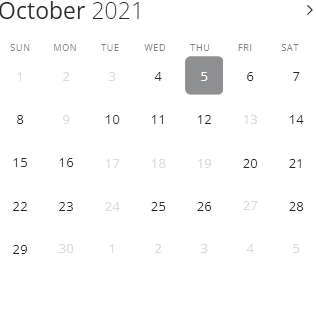 October 2021
SUN MON TUE WED THU FRI SAT
1 2 3 4 5 6 7
8 9 10 11 12 13 14
15 16 17 18 19 20 21
22 23 24 25 26 27 28
29 30 1 2 3 4 5